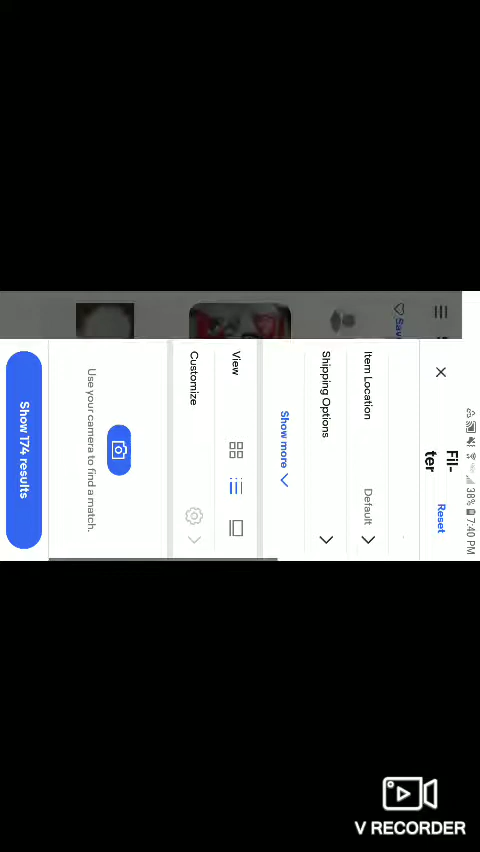 38% 7:40 PM
Fil-
ter
Reset
Save
Item Location
Default
Shipping Options
Show more
View
Customize
Use your camera to find a match.
Show 174 results
V RECORDER